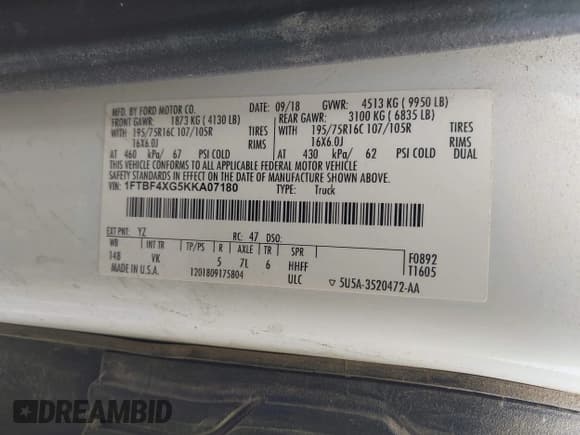 MFD. BY FORD MOTOR CO.
DATE: 09/18 GVWR: 4513 KG ( 9950 LB)
FRONT GAWR: 1873 KG ( 4130 LB) REAR GAWR: 3100 KG ( 6835 LB)
WITH 195/75R16C 107/105R TIRES WITH 195/75R16C 107/105R TIRES
16X6.0J RIMS 16X6.0J RIMS
AT 460 kPa/ 67 PSI COLD AT 430 kPa/ 62 PSI COLD DUAL
THIS VEHICLE CONFORMS TO ALL APPLICABLE FEDERAL MOTOR VEHICLE
SAFETY STANDARDS IN EFFECT ON THE DATE OF MANUFACTURE SHOWN ABOVE.
VIN: 1FTBF4XG5KKA07180 TYPE: Truck
EXT PNT: YZ RC: 47 DSO:
WB INT TR TP/PS R AXLE TR SPR F0892
148 VK 5 7L 6 HHFF T1605
MADE IN U.S.A. 1201809175804 ULC ▽ 5U5A-3520472-AA
DREAMBID